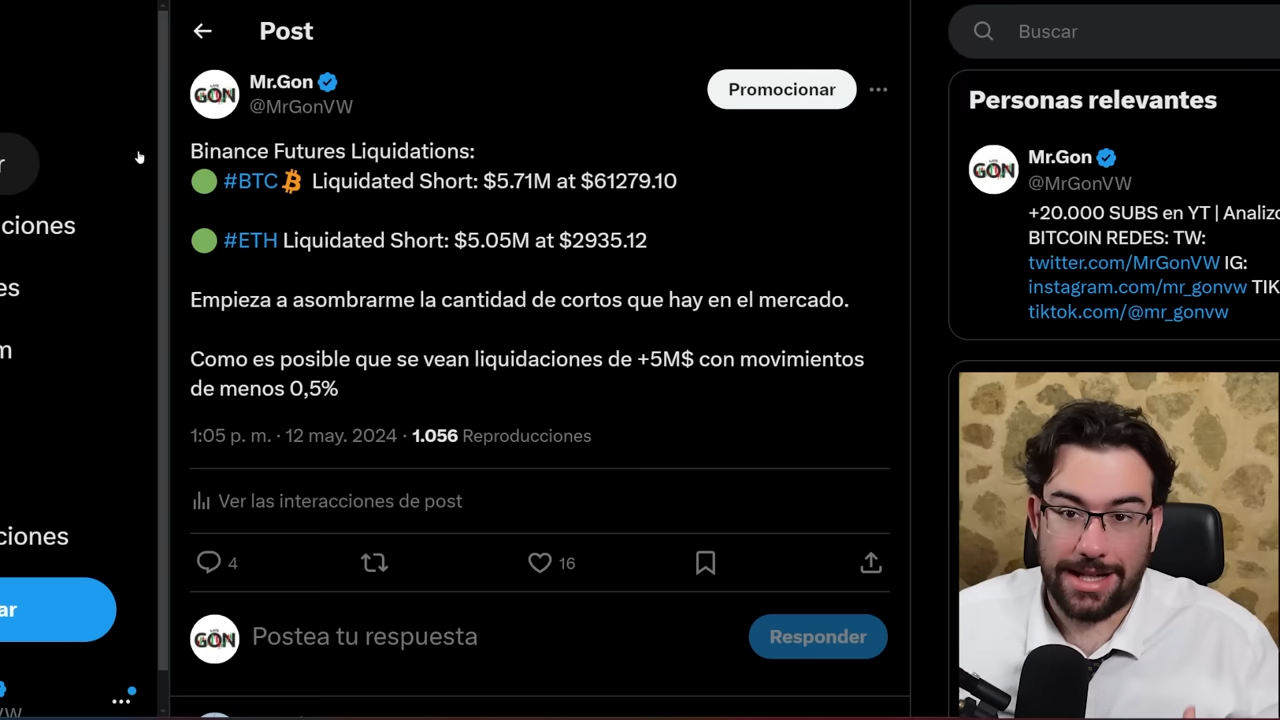 Post
Buscar
Mr.Gon
@MrGonVW
Promocionar
Binance Futures Liquidations:
🟢 #BTC Liquidated Short: $5.71M at $61279.10
🟢 #ETH Liquidated Short: $5.05M at $2935.12
Empieza a asombrarme la cantidad de cortos que hay en el mercado.
Como es posible que se vean liquidaciones de +5M$ con movimientos
de menos 0,5%
1:05 p. m. · 12 may. 2024 · 1.056 Reproducciones
Ver las interacciones de post
4
16
GON
Postea tu respuesta
Responder
Personas relevantes
GON
Mr.Gon
@MrGonVW
+20.000 SUBS en YT | Analizo
BITCOIN REDES: TW:
twitter.com/MrGonVW IG:
instagram.com/mr_gonvw TIK
tiktok.com/@mr_gonvw
r
ciones
es
m
ciones
ar
VW
GON